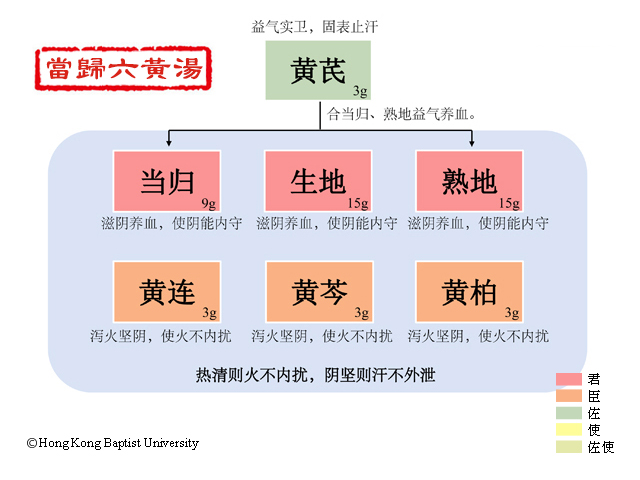 益气实卫，固表止汗
當歸六黃湯
黄芪
3g
合当归、熟地益气养血。
当归
9g
生地
15g
熟地
15g
滋阴养血，使阴能内守
滋阴养血，使阴能内守
滋阴养血，使阴能内守
黄连
3g
黄芩
3g
黄柏
3g
泻火坚阴，使火不内扰
泻火坚阴，使火不内扰
泻火坚阴，使火不内扰
热清则火不内扰，阴坚则汗不外泄
君
臣
佐
使
佐使
©Hong Kong Baptist University